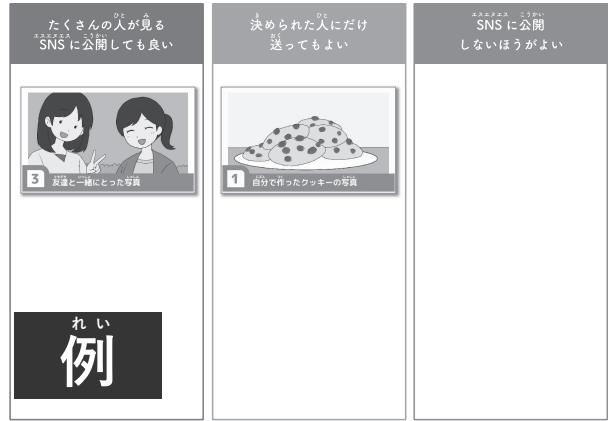 たくさんの人が見る
SNSに公開しても良い
決められた人にだけ
送ってもよい
SNSに公開
しないほうがよい
3 友達と一緒にとった写真
1 自分で作ったクッキーの写真
れい
例